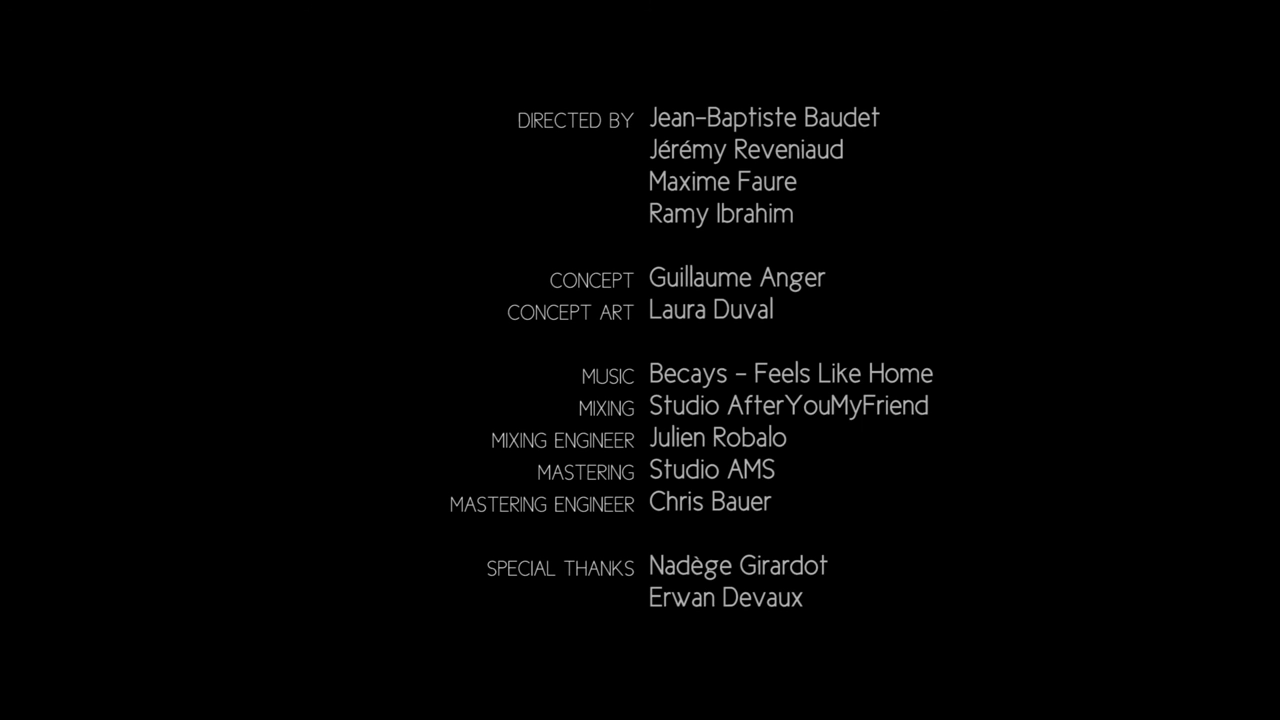 DIRECTED BY Jean-Baptiste Baudet
Jérémy Reveniaud
Maxime Faure
Ramy Ibrahim
CONCEPT Guillaume Anger
CONCEPT ART Laura Duval
MUSIC Becays - Feels Like Home
MIXING Studio AfterYouMyFriend
MIXING ENGINEER Julien Robalo
MASTERING Studio AMS
MASTERING ENGINEER Chris Bauer
SPECIAL THANKS Nadège Girardot
Erwan Devaux